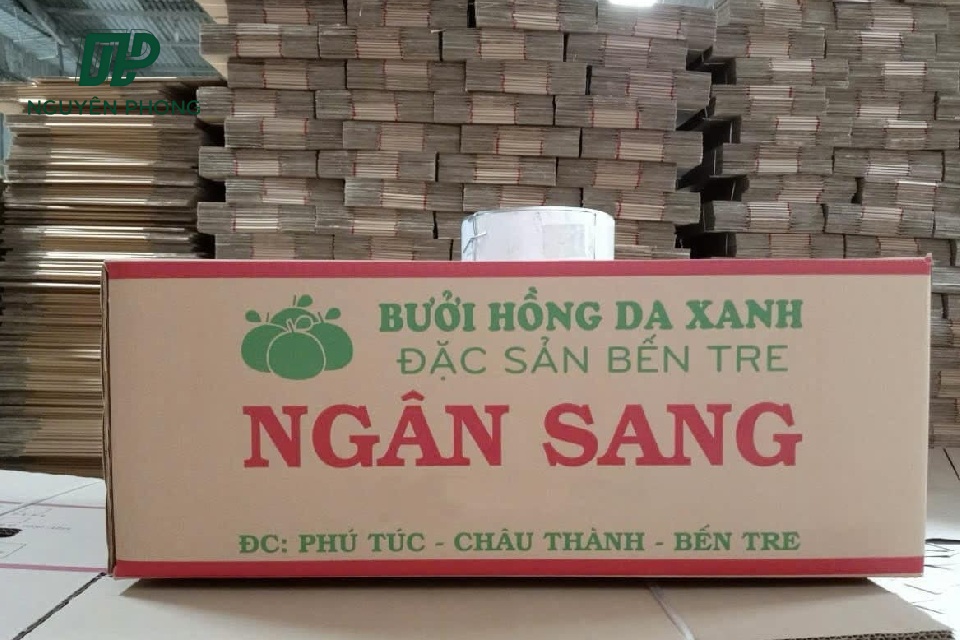 NGUYÊN PHONG
BƯỞI HỒNG DA XANH
ĐẶC SẢN BẾN TRE
NGÂN SANG
ĐC: PHÚ TÚC - CHÂU THÀNH - BẾN TRE